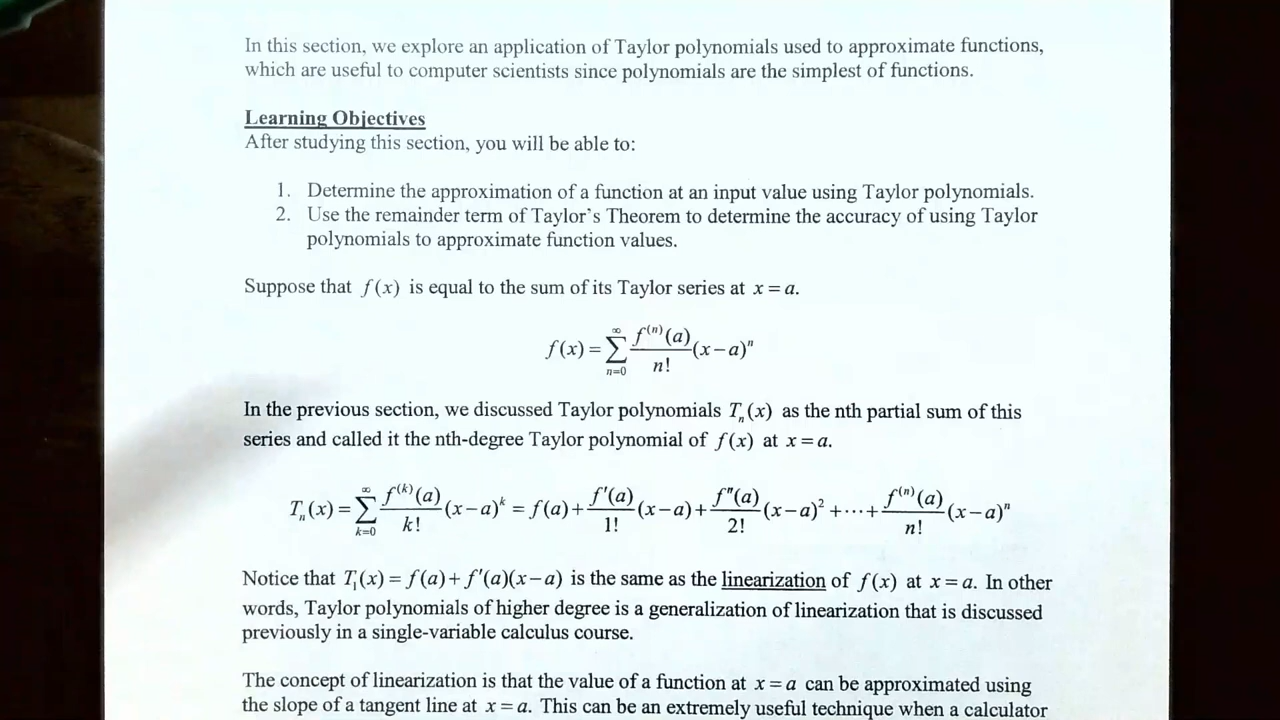 In this section, we explore an application of Taylor polynomials used to approximate functions,
which are useful to computer scientists since polynomials are the simplest of functions.
Learning Objectives
After studying this section, you will be able to:
1. Determine the approximation of a function at an input value using Taylor polynomials.
2. Use the remainder term of Taylor's Theorem to determine the accuracy of using Taylor
polynomials to approximate function values.
Suppose that f(x) is equal to the sum of its Taylor series at x = a.
f(x) = ∑_{n=0}^{∞} f^{(n)}(a)/n! (x − a)^n
In the previous section, we discussed Taylor polynomials T_n(x) as the nth partial sum of this
series and called it the nth-degree Taylor polynomial of f(x) at x = a.
T_n(x) = ∑_{k=0}^{∞} f^{(k)}(a)/k! (x − a)^k = f(a) + f′(a)/1! (x − a) + f″(a)/2! (x − a)^2 + ⋯ + f^{(n)}(a)/n! (x − a)^n
Notice that T_1(x) = f(a) + f′(a)(x − a) is the same as the linearization of f(x) at x = a. In other
words, Taylor polynomials of higher degree is a generalization of linearization that is discussed
previously in a single-variable calculus course.
The concept of linearization is that the value of a function at x = a can be approximated using
the slope of a tangent line at x = a. This can be an extremely useful technique when a calculator